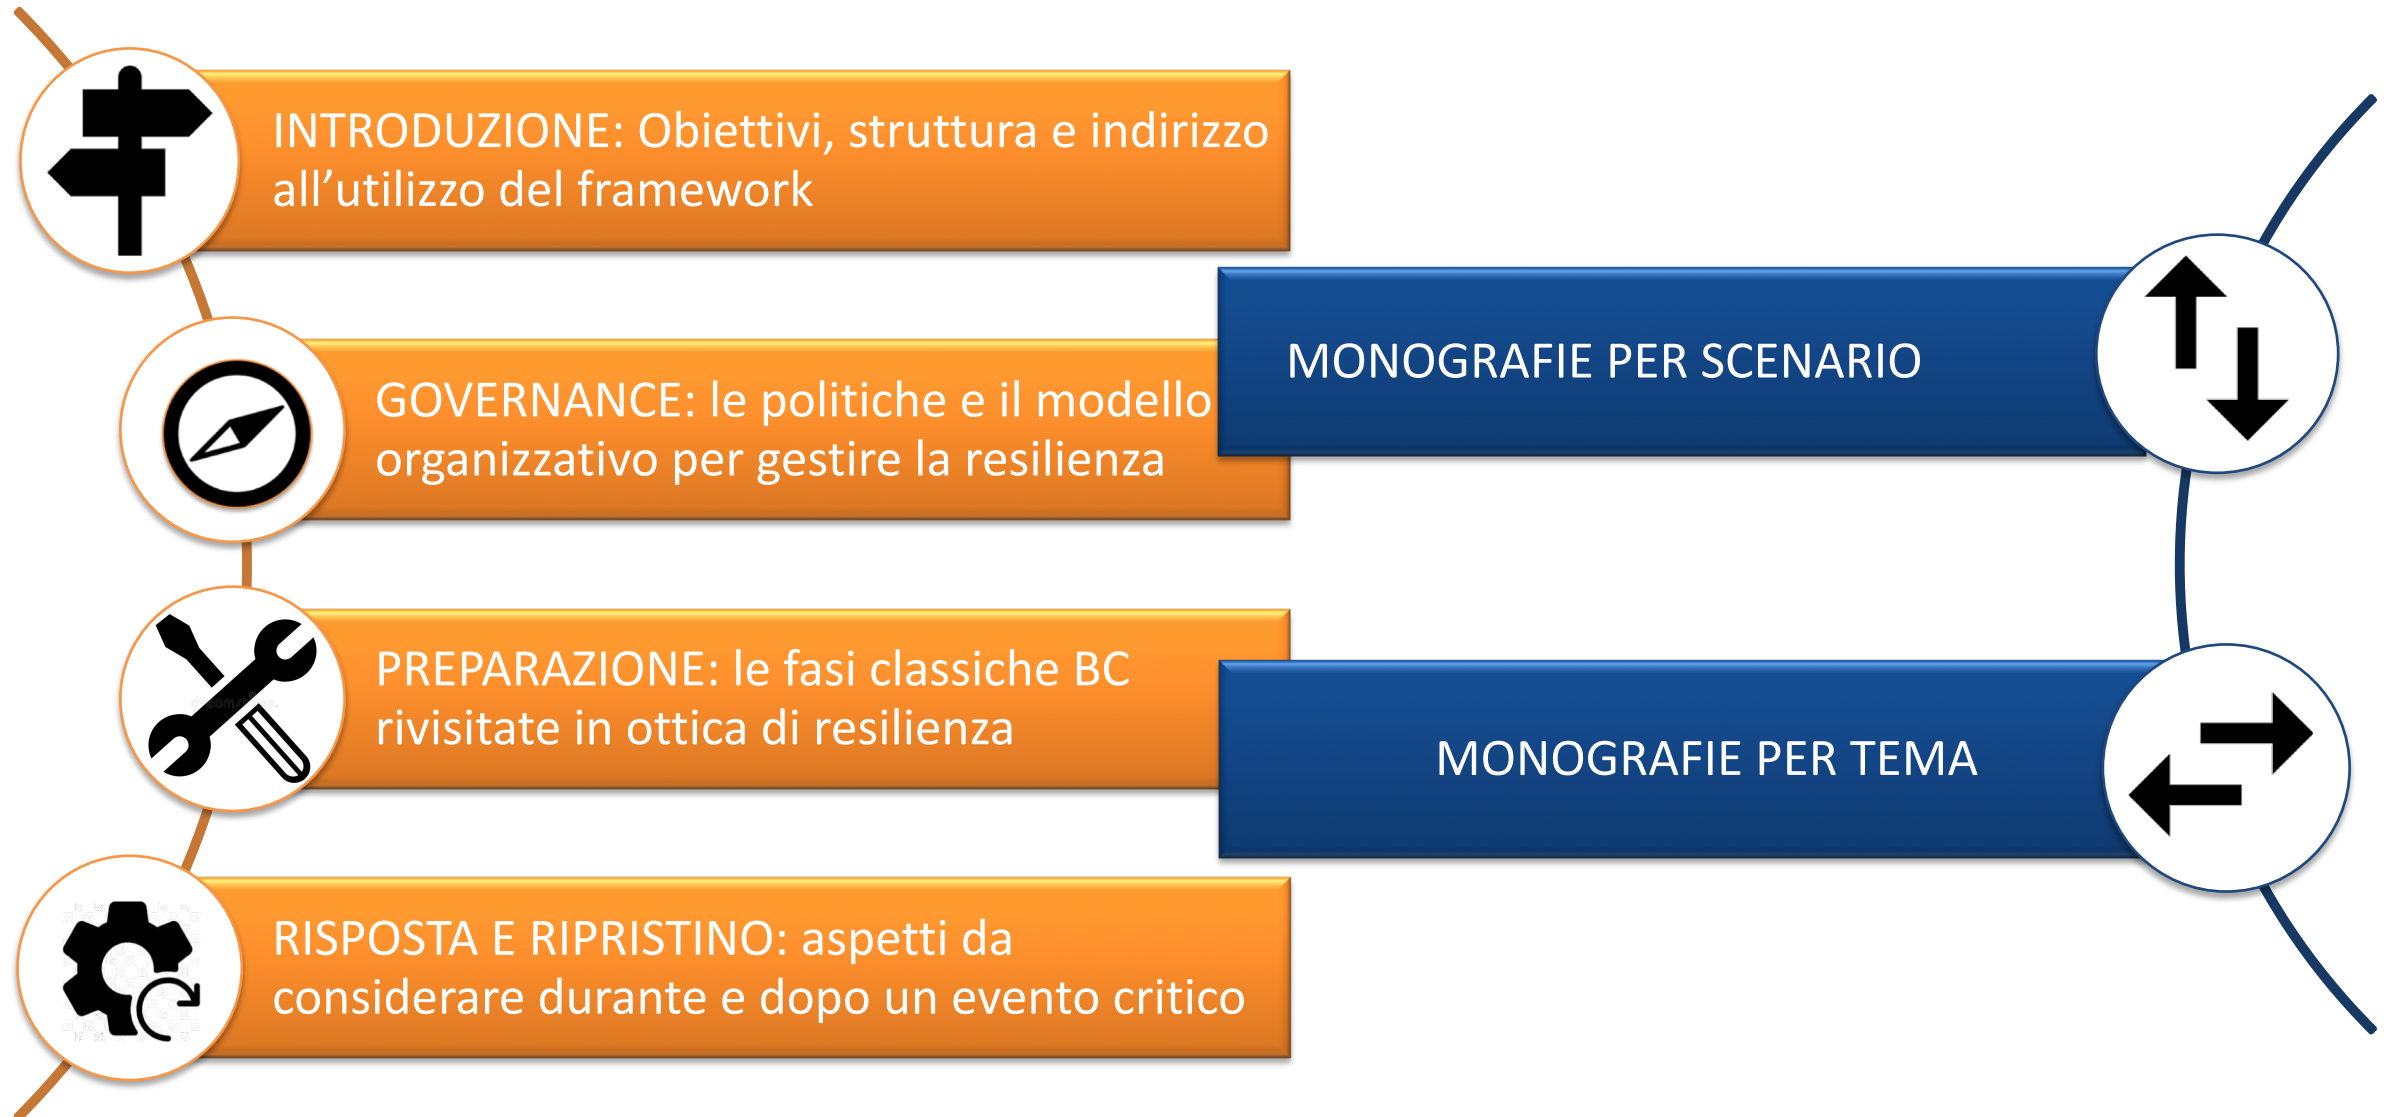 INTRODUZIONE: Obiettivi, struttura e indirizzo
all’utilizzo del framework
GOVERNANCE: le politiche e il modello
organizzativo per gestire la resilienza
PREPARAZIONE: le fasi classiche BC
rivisitate in ottica di resilienza
RISPOSTA E RIPRISTINO: aspetti da
considerare durante e dopo un evento critico
MONOGRAFIE PER SCENARIO
MONOGRAFIE PER TEMA